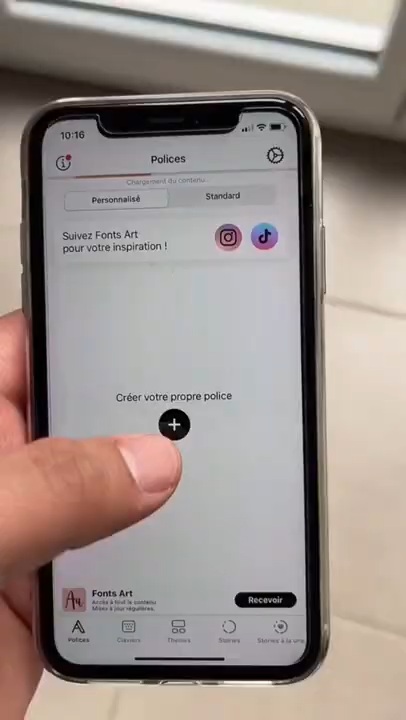 10:16
Polices
Chargement du contenu...
Personnalisé
Standard
Suivez Fonts Art
pour votre inspiration !
Créer votre propre police
Fonts Art
Accès à tout le contenu
Mises à jour régulières.
Recevoir
Polices
Claviers
Thèmes
Stories
Stories à la une